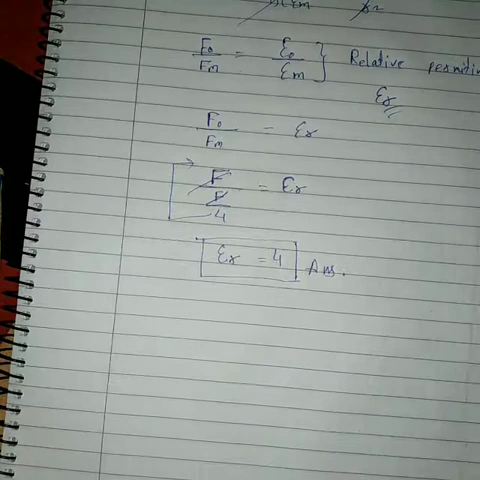 F₀/Fm = ε₀/εm } Relative
εr
F₀/Fm = εr
F/(F/4) = εr
εr = 4 Ans.